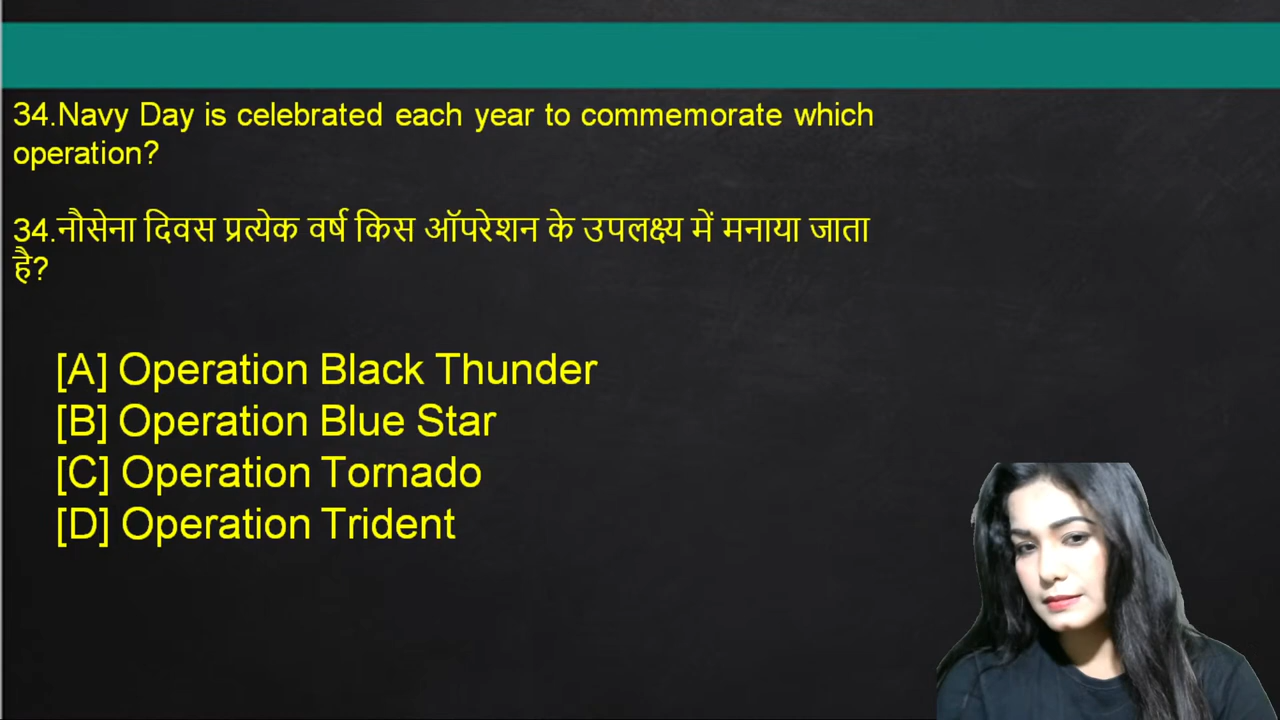 34.Navy Day is celebrated each year to commemorate which
operation?
34.नौसेना दिवस प्रत्येक वर्ष किस ऑपरेशन के उपलक्ष्य में मनाया जाता
है?
[A] Operation Black Thunder
[B] Operation Blue Star
[C] Operation Tornado
[D] Operation Trident